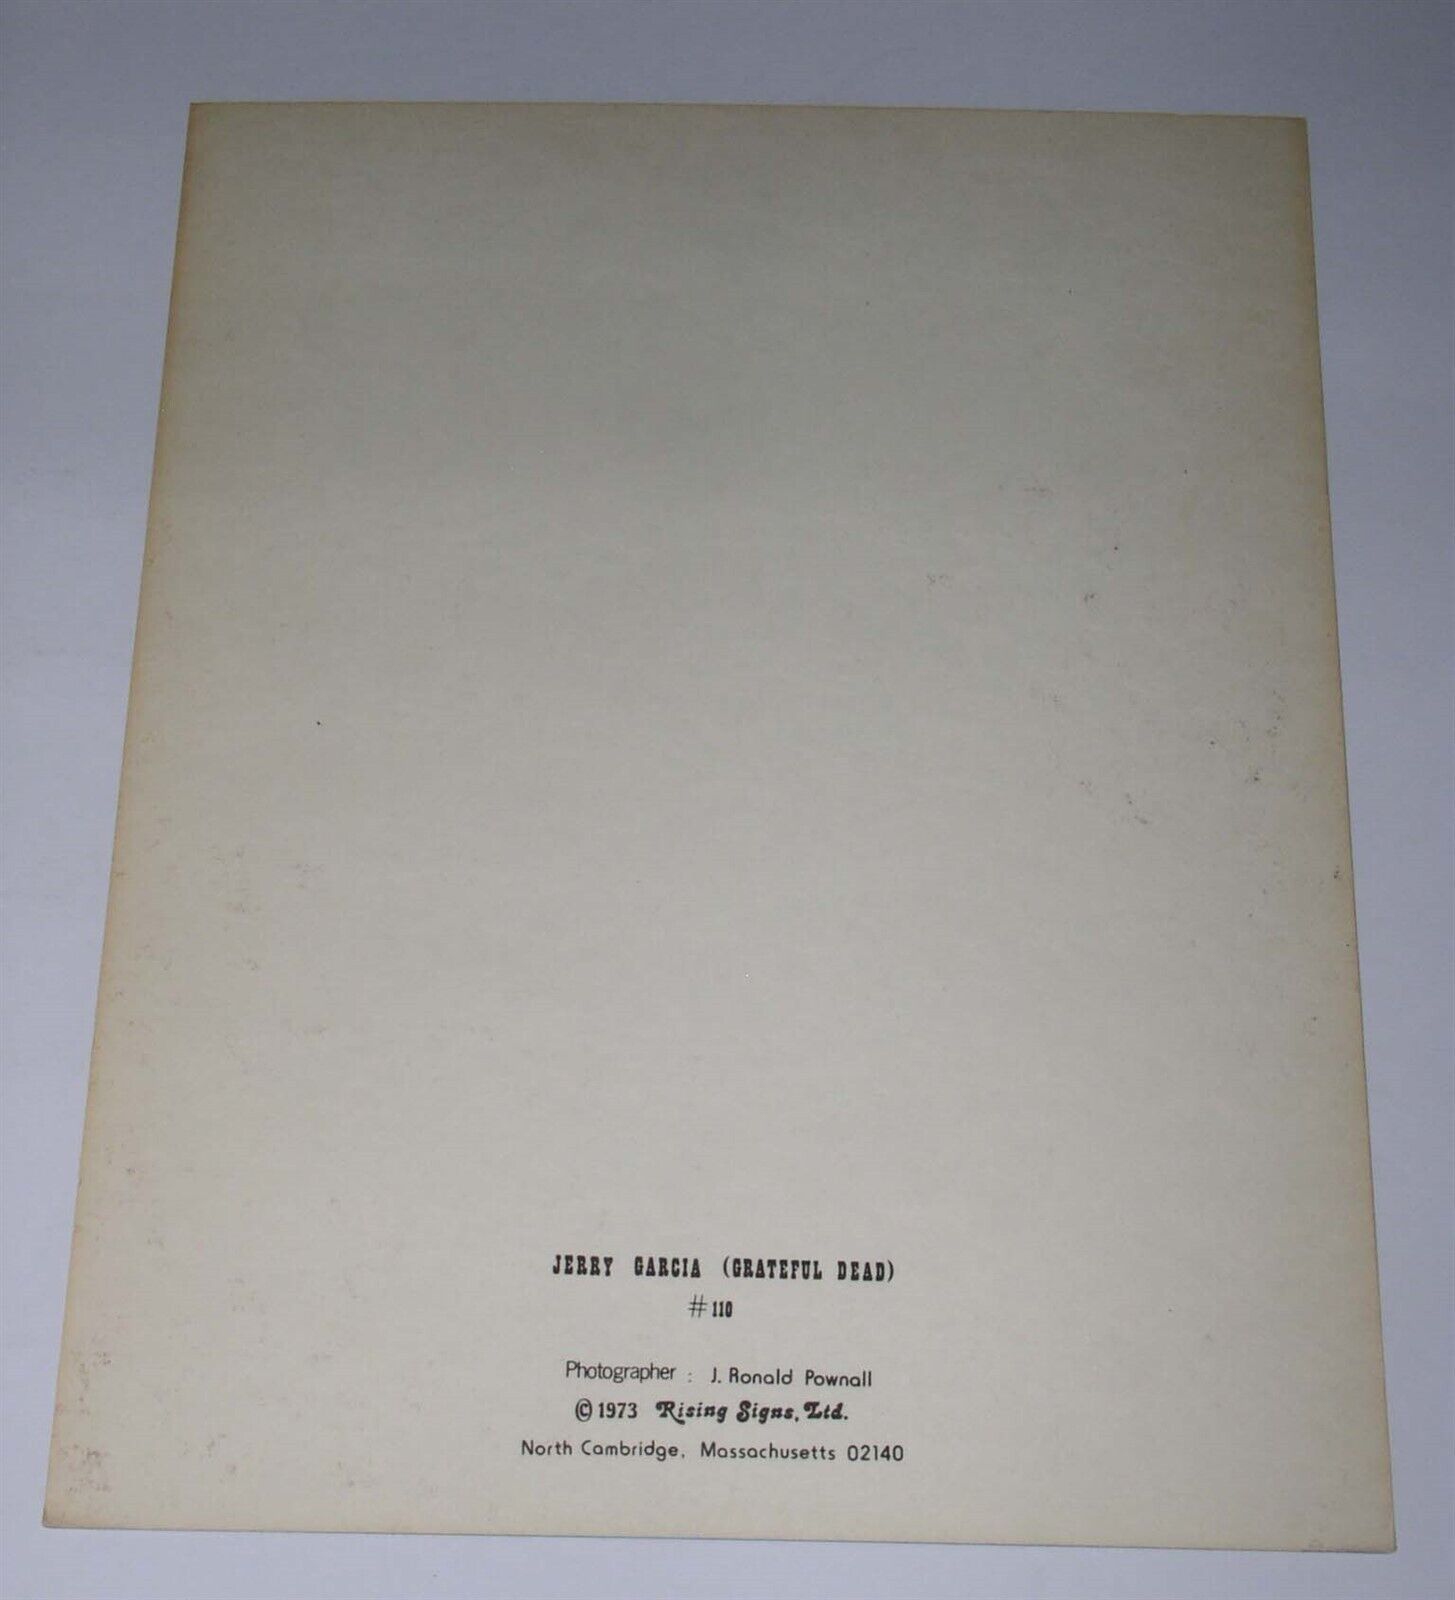 JERRY GARCIA (GRATEFUL DEAD)
#110
Photographer : J. Ronald Pownall
© 1973 Rising Signs, Ltd.
North Cambridge, Massachusetts 02140